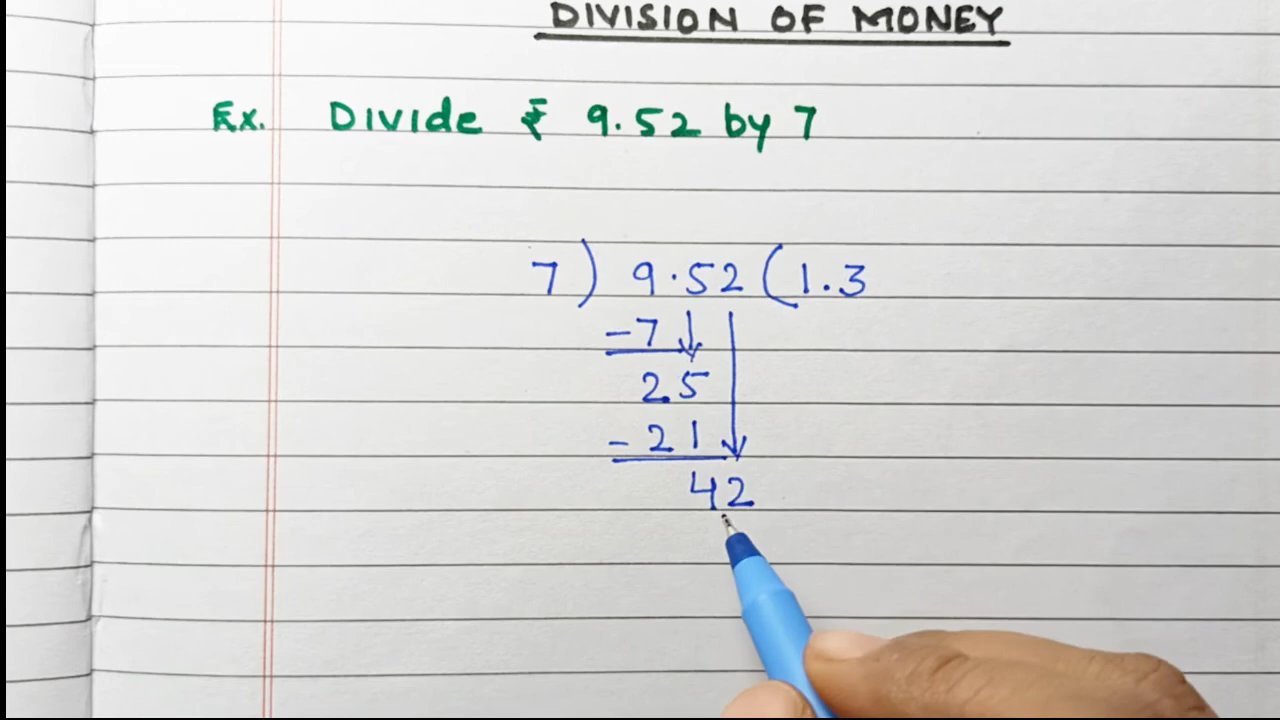 DIVISION OF MONEY
Ex. Divide ₹ 9.52 by 7
7 ) 9.52 ( 1.3
-7
25
-21
42